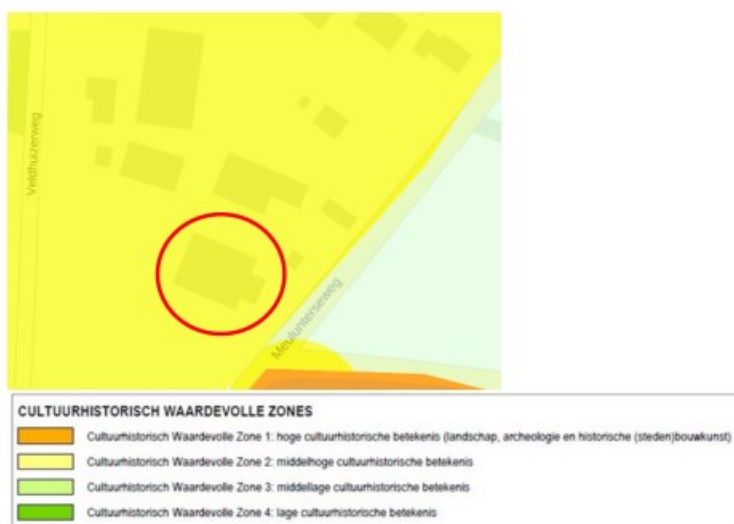 Veldhuizerweg
Meulunterseweg
CULTUURHISTORISCH WAARDEVOLLE ZONES
Cultuurhistorisch Waardevolle Zone 1: hoge cultuurhistorische betekenis (landschap, archeologie en historische (steden)bouwkunst)
Cultuurhistorisch Waardevolle Zone 2: middelhoge cultuurhistorische betekenis
Cultuurhistorisch Waardevolle Zone 3: middellage cultuurhistorische betekenis
Cultuurhistorisch Waardevolle Zone 4: lage cultuurhistorische betekenis